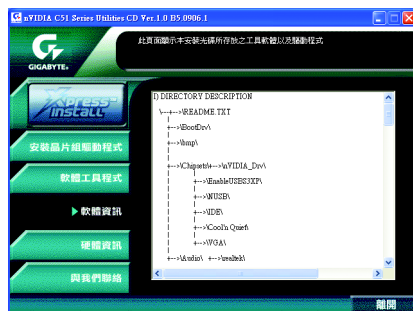 nVIDIA C51 Series Utilities CD Ver.1.0 B5.0906.1
GIGABYTE
此頁面顯示本安裝光碟所存放之工具軟體以及驅動程式
Xpress™
Install
安裝晶片組驅動程式
軟體工具程式
軟體資訊
硬體資訊
與我們聯絡
I) DIRECTORY DESCRIPTION
\--+-->\README.TXT
+-->\BootDrv\
+-->\bmp\
+-->\Chipsets\+-->\nVIDIA_Drv\
+-->\EnableUSBS3XP\
+-->\NUSB\
+-->\IDE\
+-->\Cool'n Quiet\
+-->\VGA\
+-->\Audio\ +-->\realtek\
離開